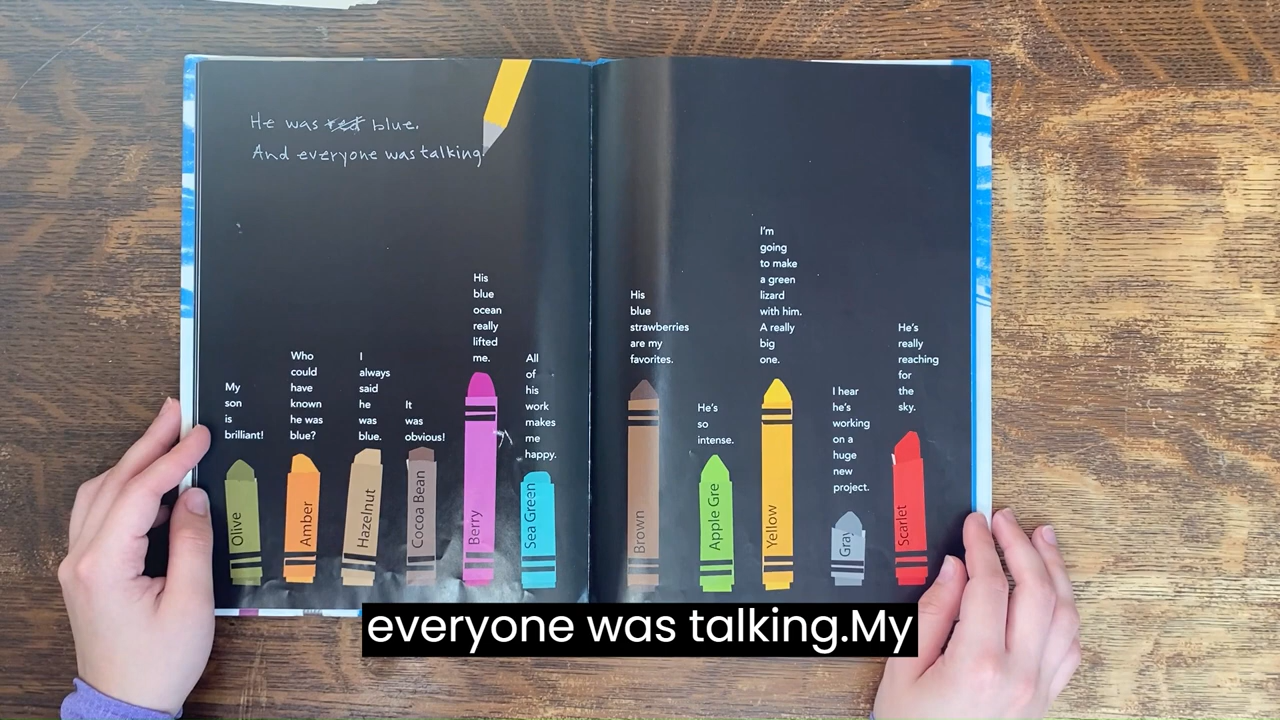 He was red blue.
And everyone was talking.
My
son
is
brilliant!
Who
could
have
known
he was
blue?
I
always
said
he
was
blue.
It
was
obvious!
His
blue
ocean
really
lifted
me.
All
of
his
work
makes
me
happy.
His
blue
strawberries
are my
favorites.
He's
so
intense.
I'm
going
to make
a green
lizard
with him.
A really
big
one.
I hear
he's
working
on a
huge
new
project.
He's
really
reaching
for
the
sky.
Olive
Amber
Hazelnut
Cocoa Bean
Berry
Sea Green
Brown
Apple Gre
Yellow
Gray
Scarlet
everyone was talking.My